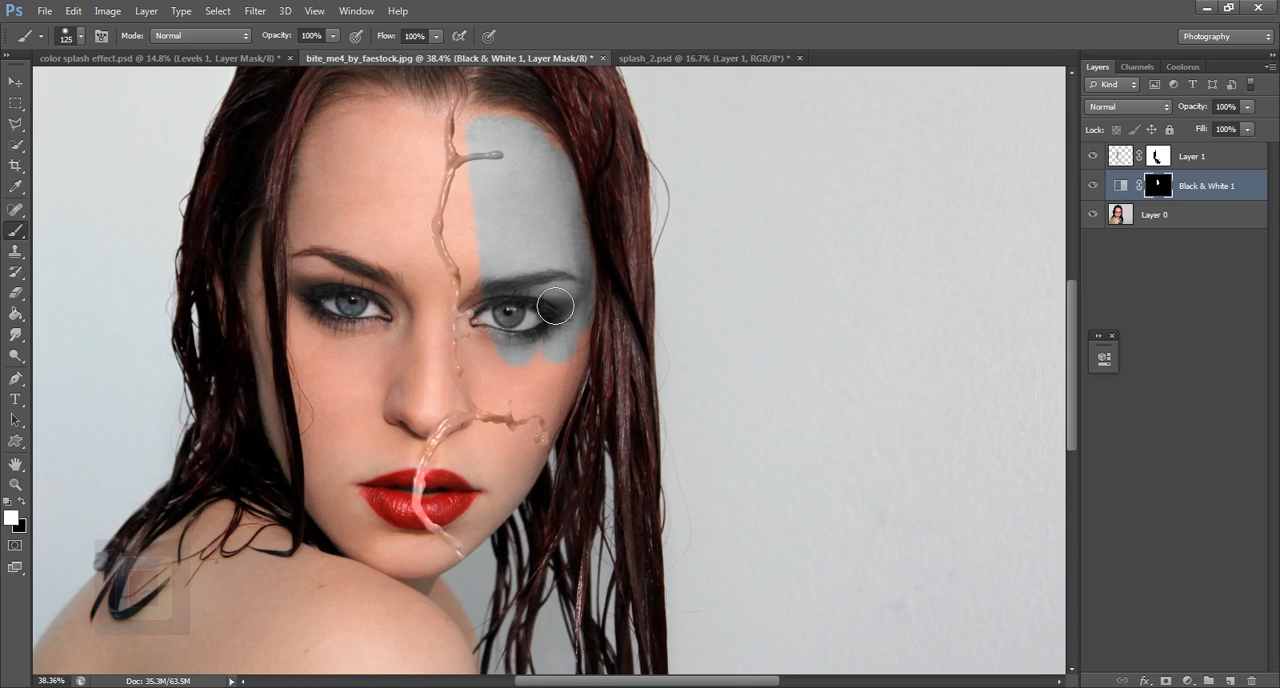 Ps File Edit Image Layer Type Select Filter 3D View Window Help
125 Mode: Normal Opacity: 100% Flow: 100% Photography
color splash effect.psd @ 14.8% (Levels 1, Layer Mask/8) * × bite_me4_by_faestock.jpg @ 38.4% (Black & White 1, Layer Mask/8) * × splash_2.psd @ 16.7% (Layer 1, RGB/8*) * ×
Layers Channels Coolorus
Kind
Normal Opacity: 100%
Lock: Fill: 100%
Layer 1
Black & White 1
Layer 0
38.36% Doc: 35.3M/63.5M